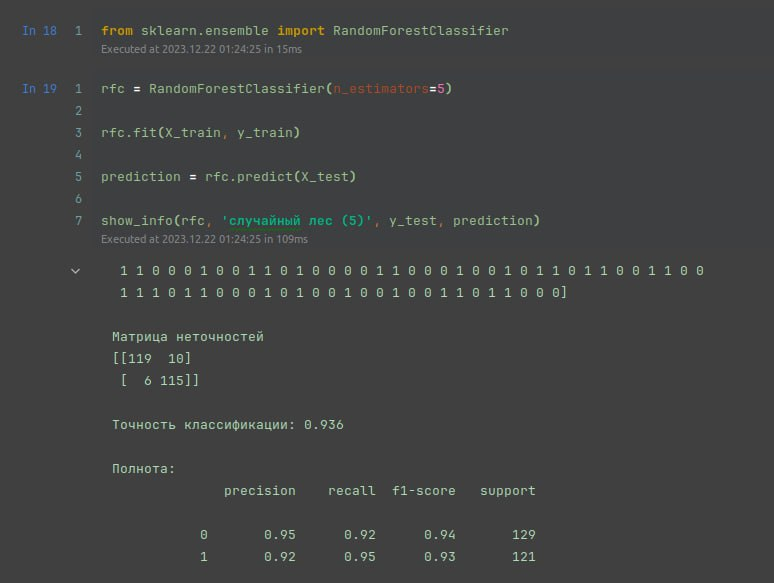 In 18 1 from sklearn.ensemble import RandomForestClassifier
Executed at 2023.12.22 01:24:25 in 15ms
In 19 1 rfc = RandomForestClassifier(n_estimators=5)
2
3 rfc.fit(X_train, y_train)
4
5 prediction = rfc.predict(X_test)
6
7 show_info(rfc, 'случайный лес (5)', y_test, prediction)
Executed at 2023.12.22 01:24:25 in 109ms
1 1 0 0 0 1 0 0 1 1 0 1 0 0 0 0 1 1 0 0 0 1 0 0 1 0 1 1 0 1 1 0 0 1 1 0 0
1 1 1 0 1 1 0 0 0 1 0 1 0 0 1 0 0 1 0 0 1 1 0 1 1 0 0 0]
Матрица неточностей
[[119 10]
[ 6 115]]
Точность классификации: 0.936
Полнота:
precision recall f1-score support
0 0.95 0.92 0.94 129
1 0.92 0.95 0.93 121